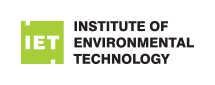 IET
INSTITUTE OF
ENVIRONMENTAL
TECHNOLOGY